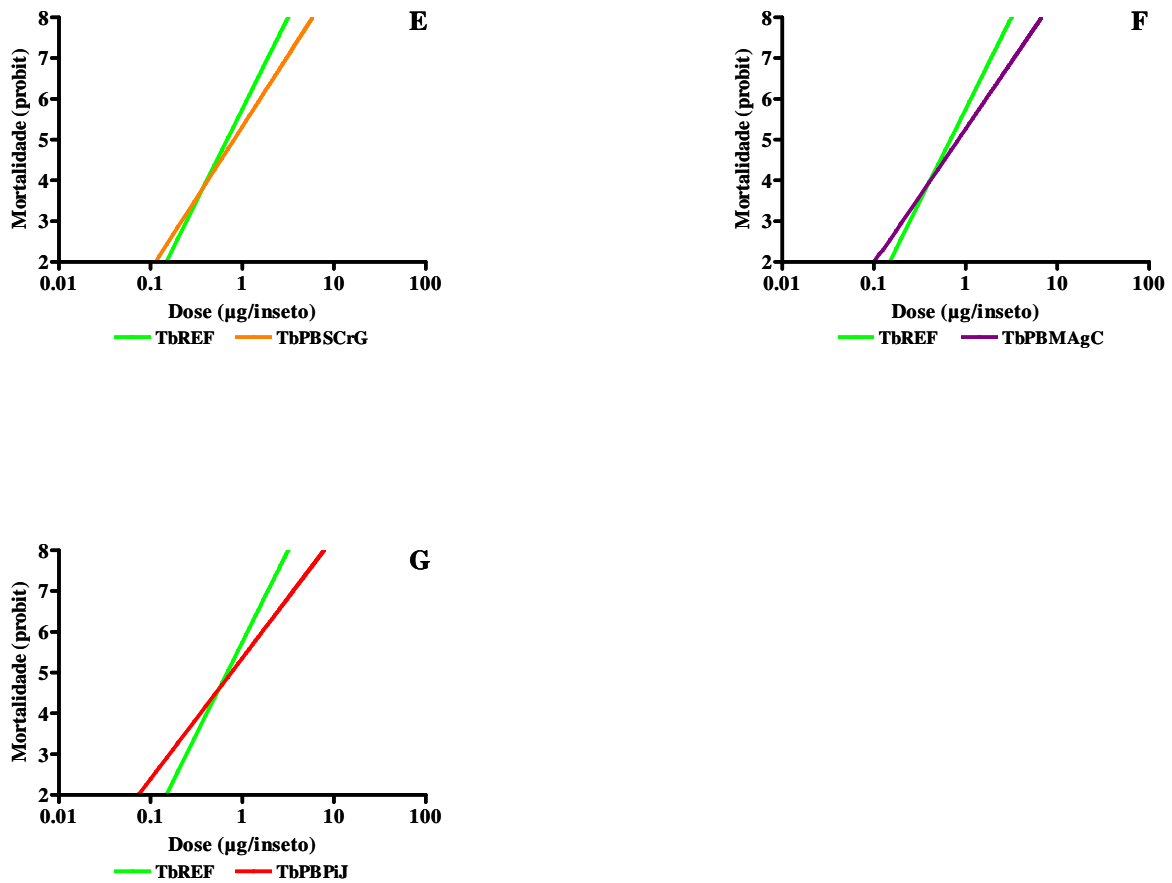 E
Mortalidade (probit)
8
7
6
5
4
3
2
0.01 0.1 1 10 100
Dose (µg/inseto)
TbREF TbPBSCrG
F
Mortalidade (probit)
8
7
6
5
4
3
2
0.01 0.1 1 10 100
Dose (µg/inseto)
TbREF TbPBMAgC
G
Mortalidade (probit)
8
7
6
5
4
3
2
0.01 0.1 1 10 100
Dose (µg/inseto)
TbREF TbPBPiJ